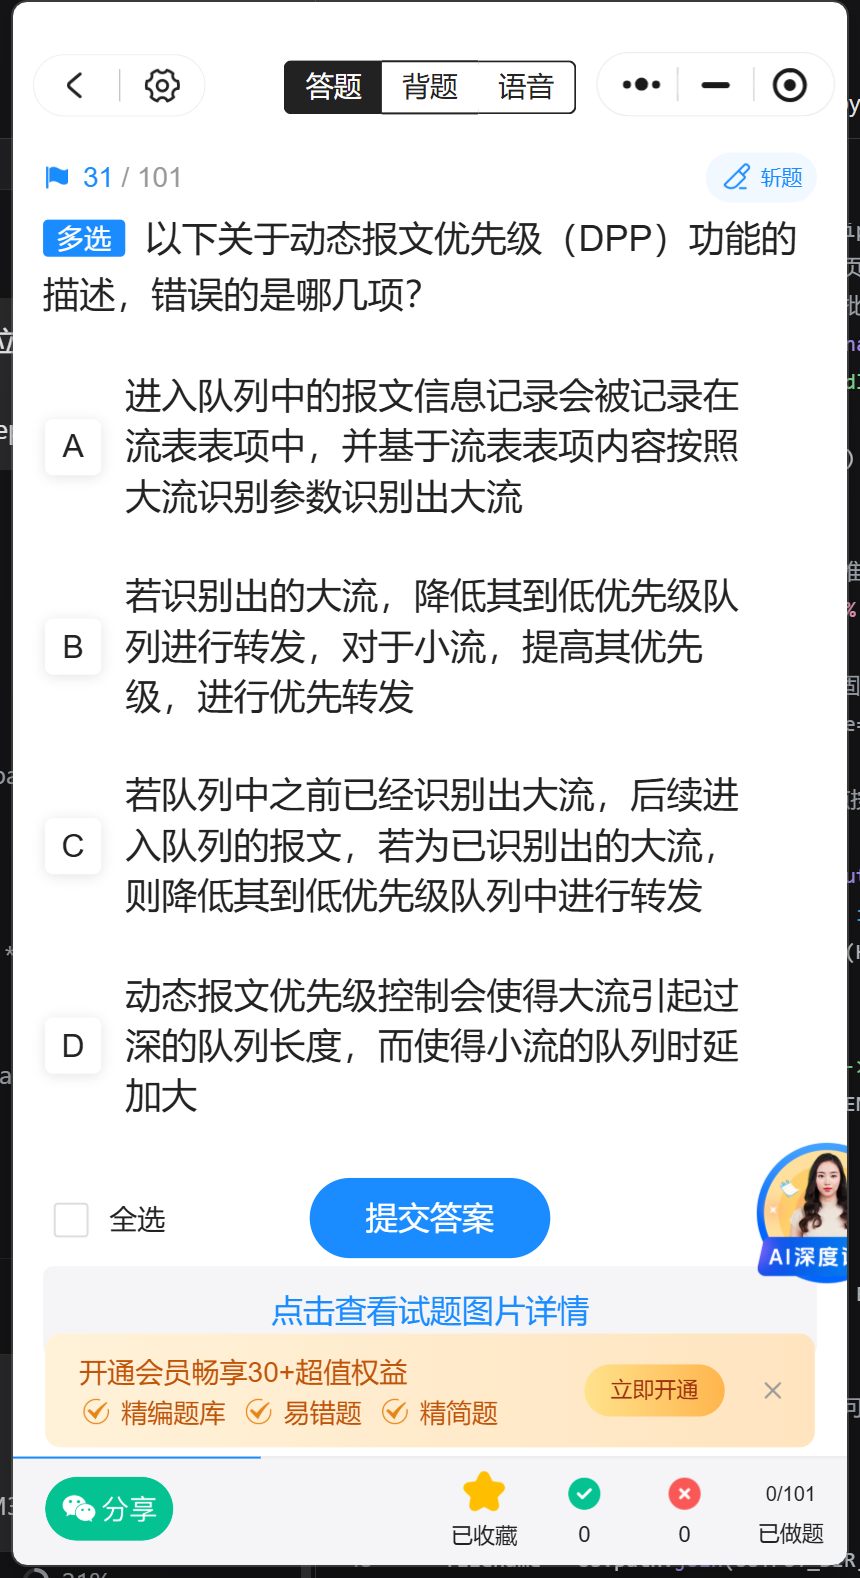 答题 背题 语音
31 / 101 斩题
多选 以下关于动态报文优先级（DPP）功能的
描述，错误的是哪几项？
进入队列中的报文信息记录会被记录在
A 流表表项中，并基于流表表项内容按照
大流识别参数识别出大流
若识别出的大流，降低其到低优先级队
B 列进行转发，对于小流，提高其优先
级，进行优先转发
若队列中之前已经识别出大流，后续进
C 入队列的报文，若为已识别出的大流，
则降低其到低优先级队列中进行转发
动态报文优先级控制会使得大流引起过
D 深的队列长度，而使得小流的队列时延
加大
全选 提交答案
AI深度
点击查看试题图片详情
开通会员畅享30+超值权益
精编题库 易错题 精简题
立即开通
分享
已收藏
0
0
0/101
已做题